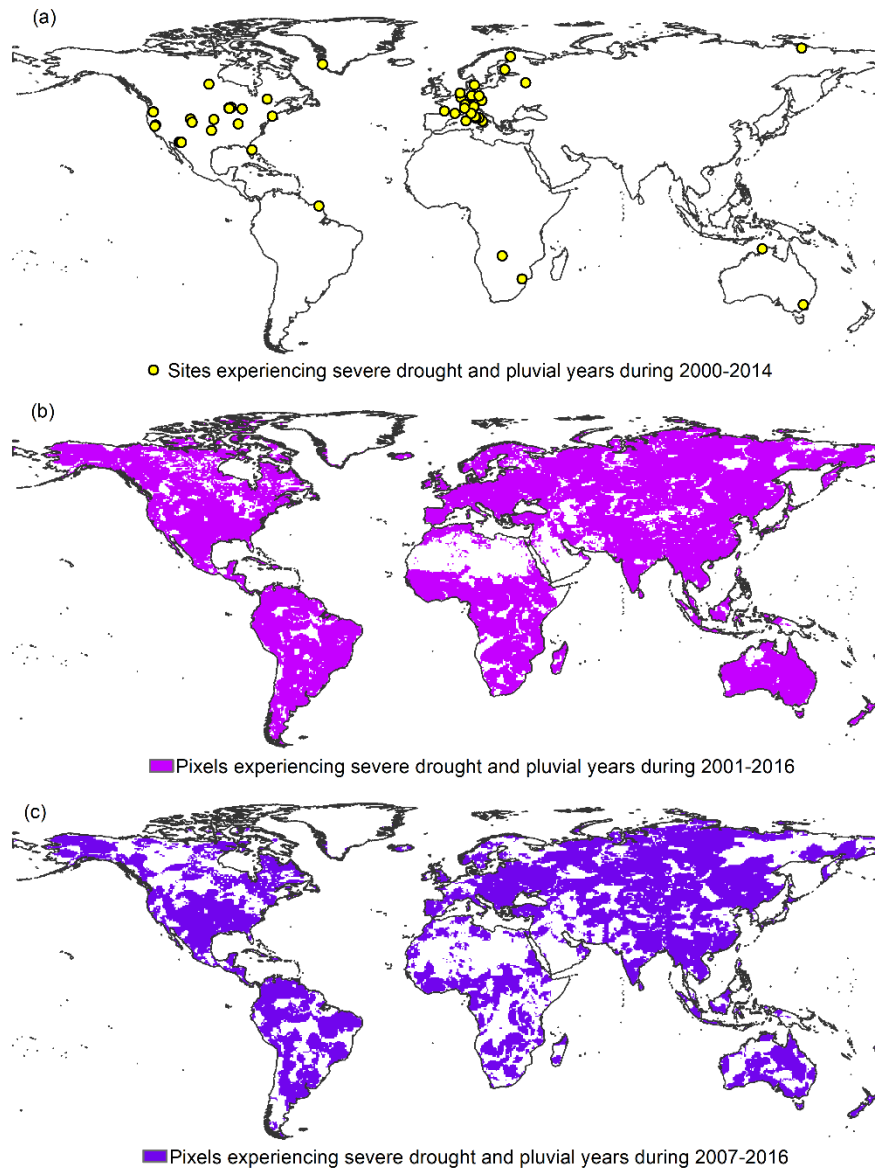 (a)
Sites experiencing severe drought and pluvial years during 2000-2014
(b)
Pixels experiencing severe drought and pluvial years during 2001-2016
(c)
Pixels experiencing severe drought and pluvial years during 2007-2016